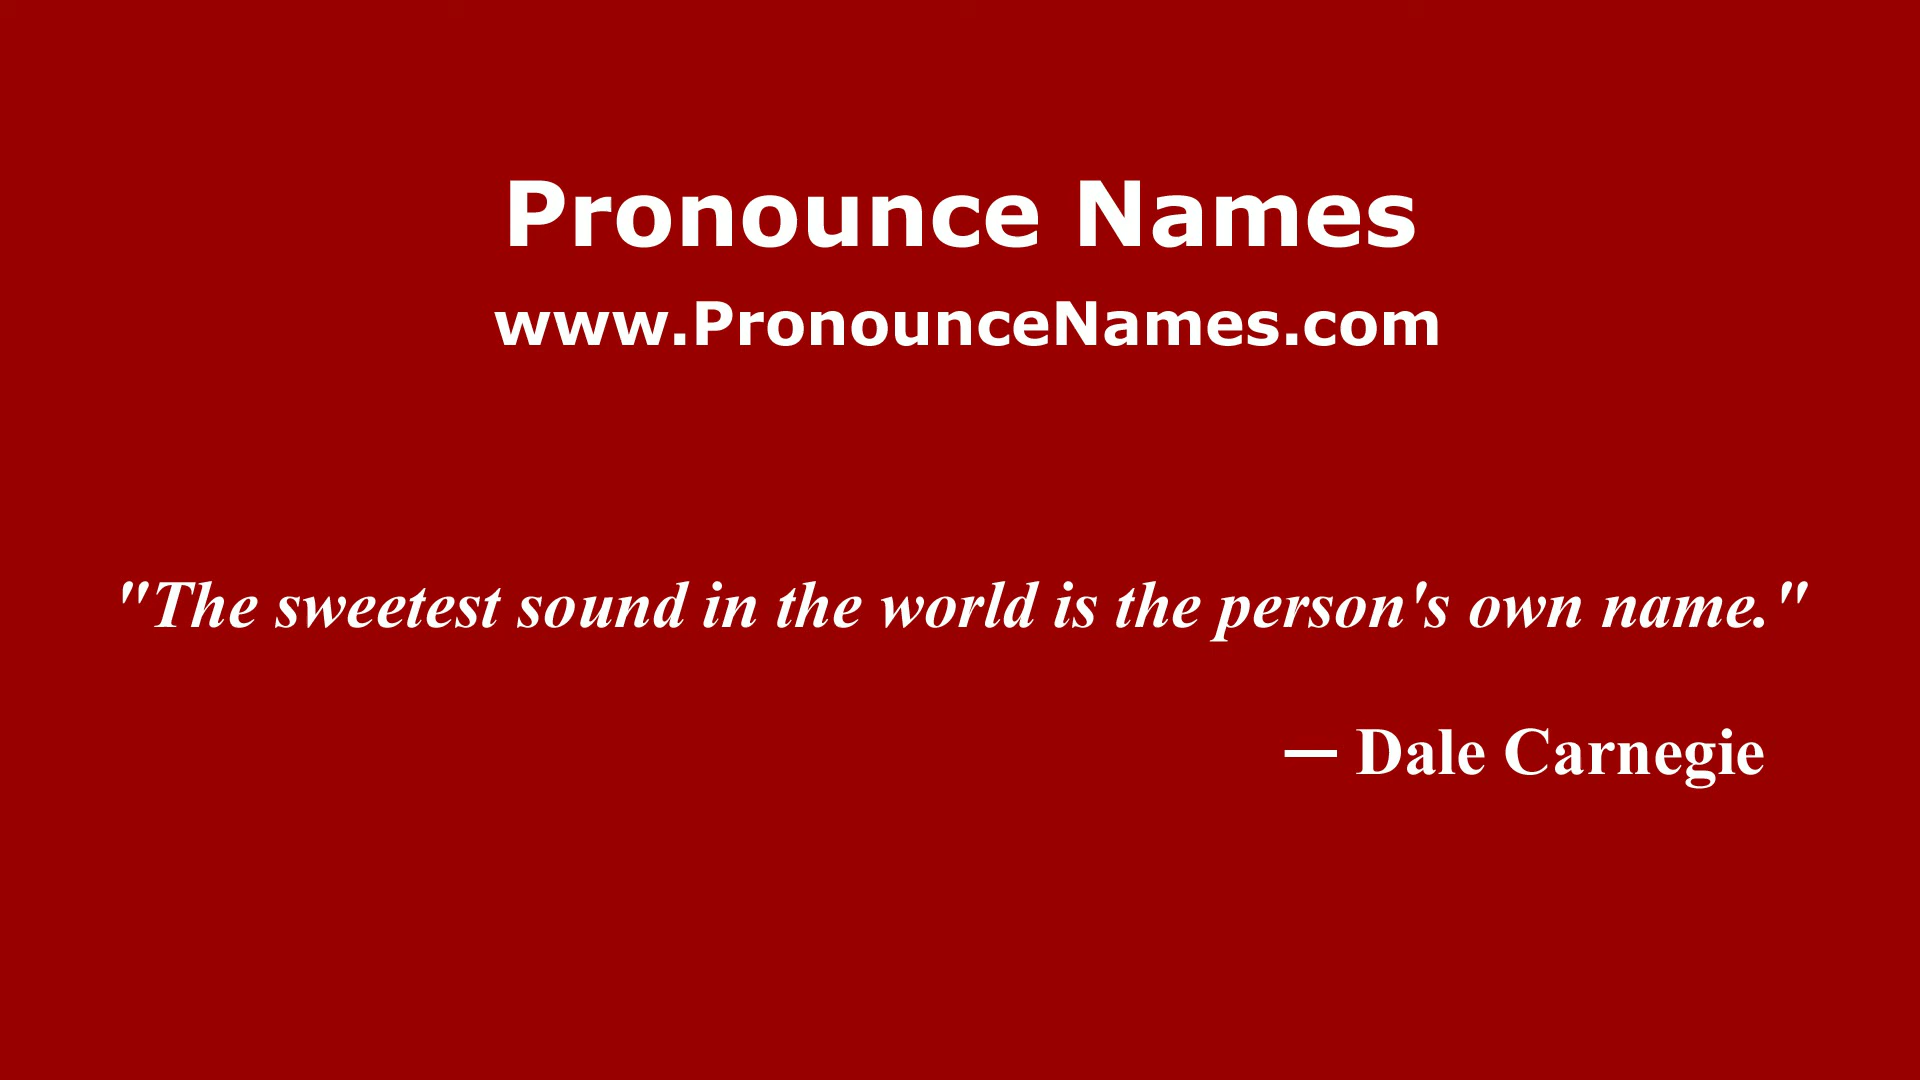 Pronounce Names
www.PronounceNames.com
"The sweetest sound in the world is the person's own name."
— Dale Carnegie